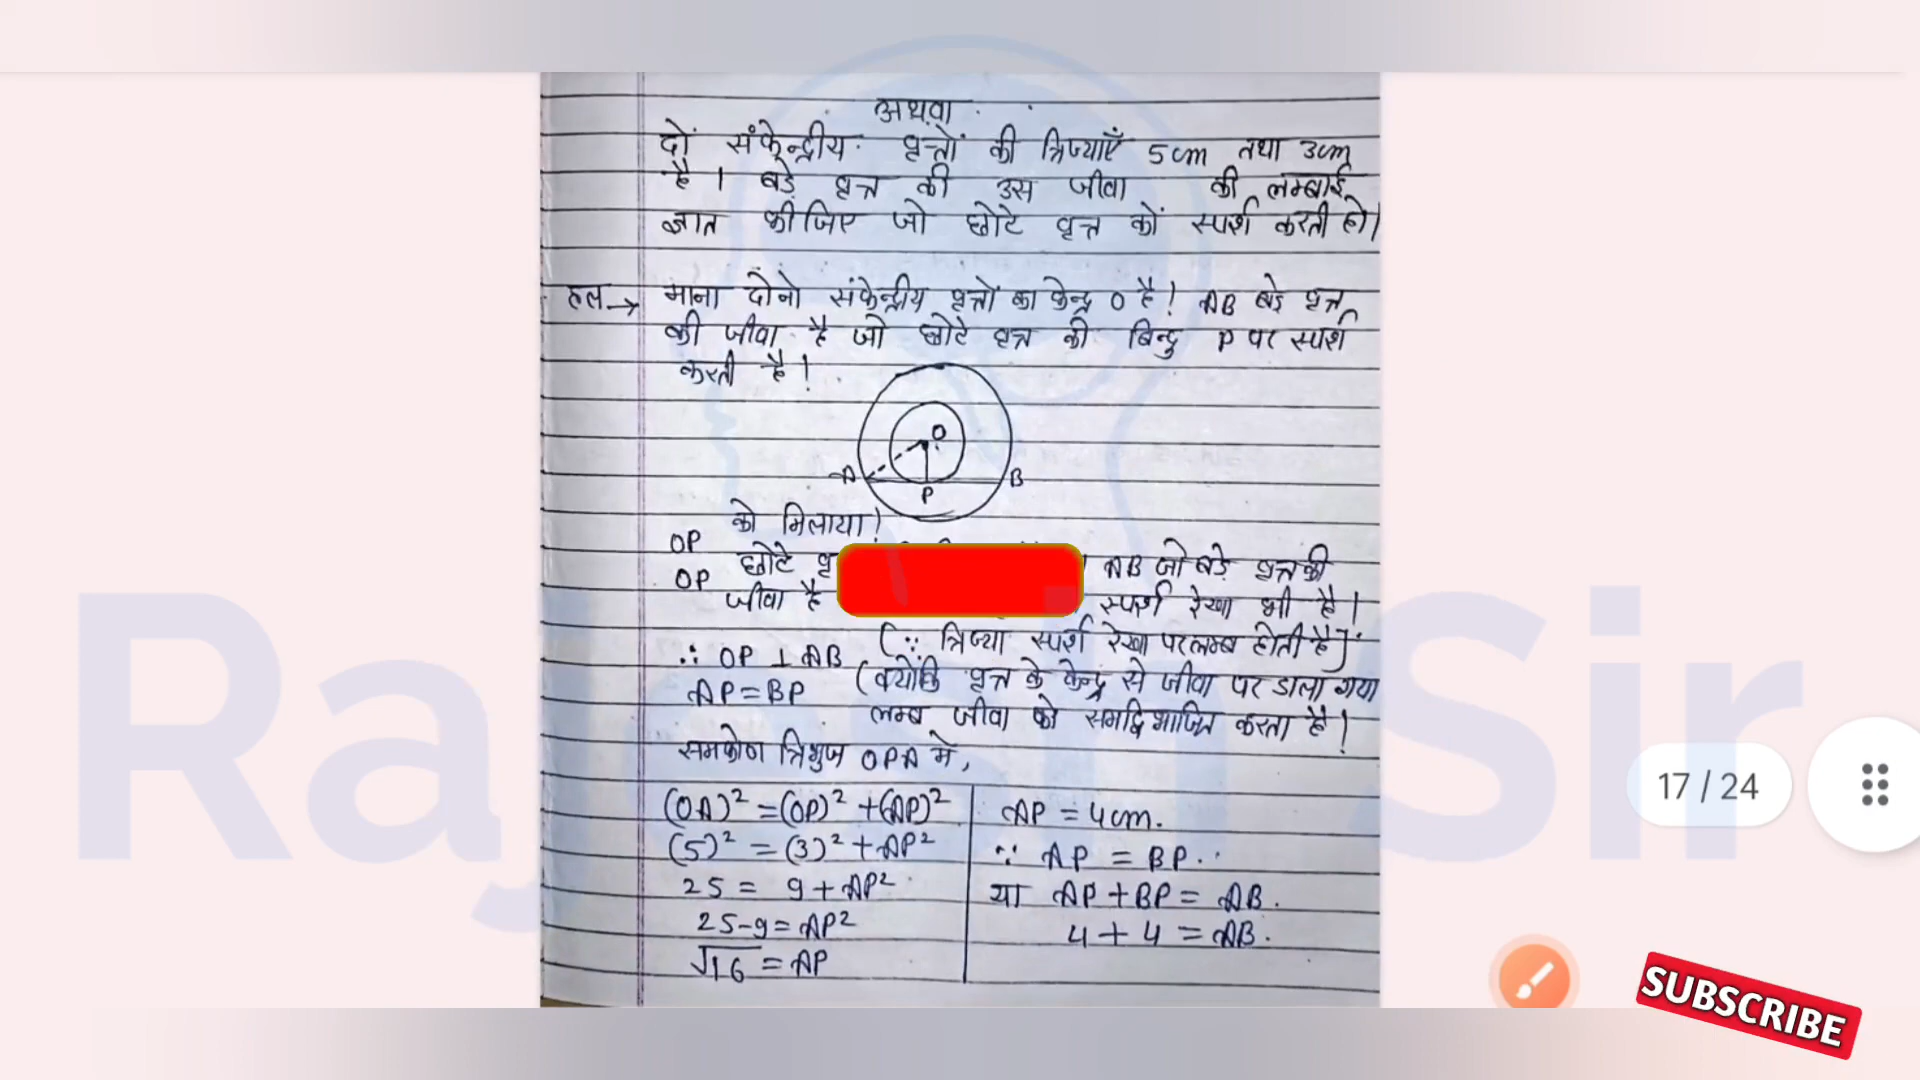 अथवा
दो संकेन्द्रीय वृत्तों की त्रिज्याएँ 5cm तथा 3cm
है। बड़े वृत्त की उस जीवा की लम्बाई
ज्ञात कीजिए जो छोटे वृत्त को स्पर्श करती हो।
हल→ माना दोनो संकेन्द्रीय वृत्तों का केन्द्र O है! AB बड़े वृत्त
की जीवा है जो छोटे वृत्त को बिन्दु P पर स्पर्श
करती है!
O
A
B
P
को मिलाया!
OP
छोटे AB जो बड़े वृत्त की
OP
जीवा है स्पर्श रेखा भी है।
(∵ त्रिज्या स्पर्श रेखा पर लम्ब होती है]
∴ OP ⊥ AB
(क्योंकि वृत्त के केन्द्र से जीवा पर डाला गया
AP=BP
लम्ब जीवा को समद्विभाजित करता है!
समकोण त्रिभुज OPA में,
(OA)² =(OP)² +(AP)²
(5)² = (3)² + AP²
25 = 9+AP²
25-9= AP²
√16 = AP
AP = 4cm.
∵ AP = BP.
या AP+BP= AB.
4+4 = AB.
Rajesh Sir
17 / 24
SUBSCRIBE